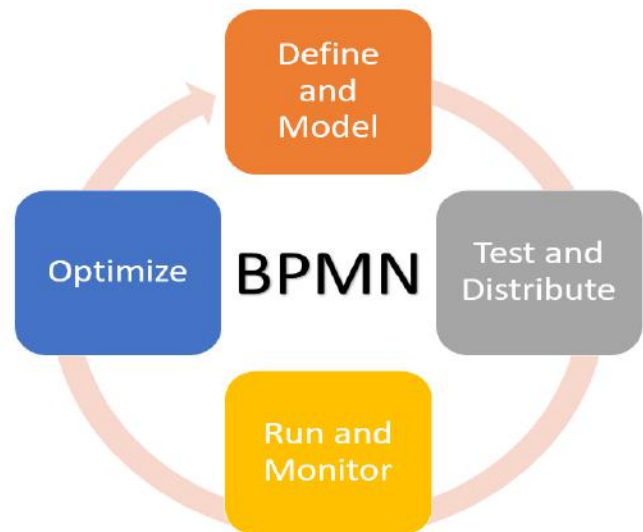 Define
and
Model
Optimize
BPMN
Test and
Distribute
Run and
Monitor